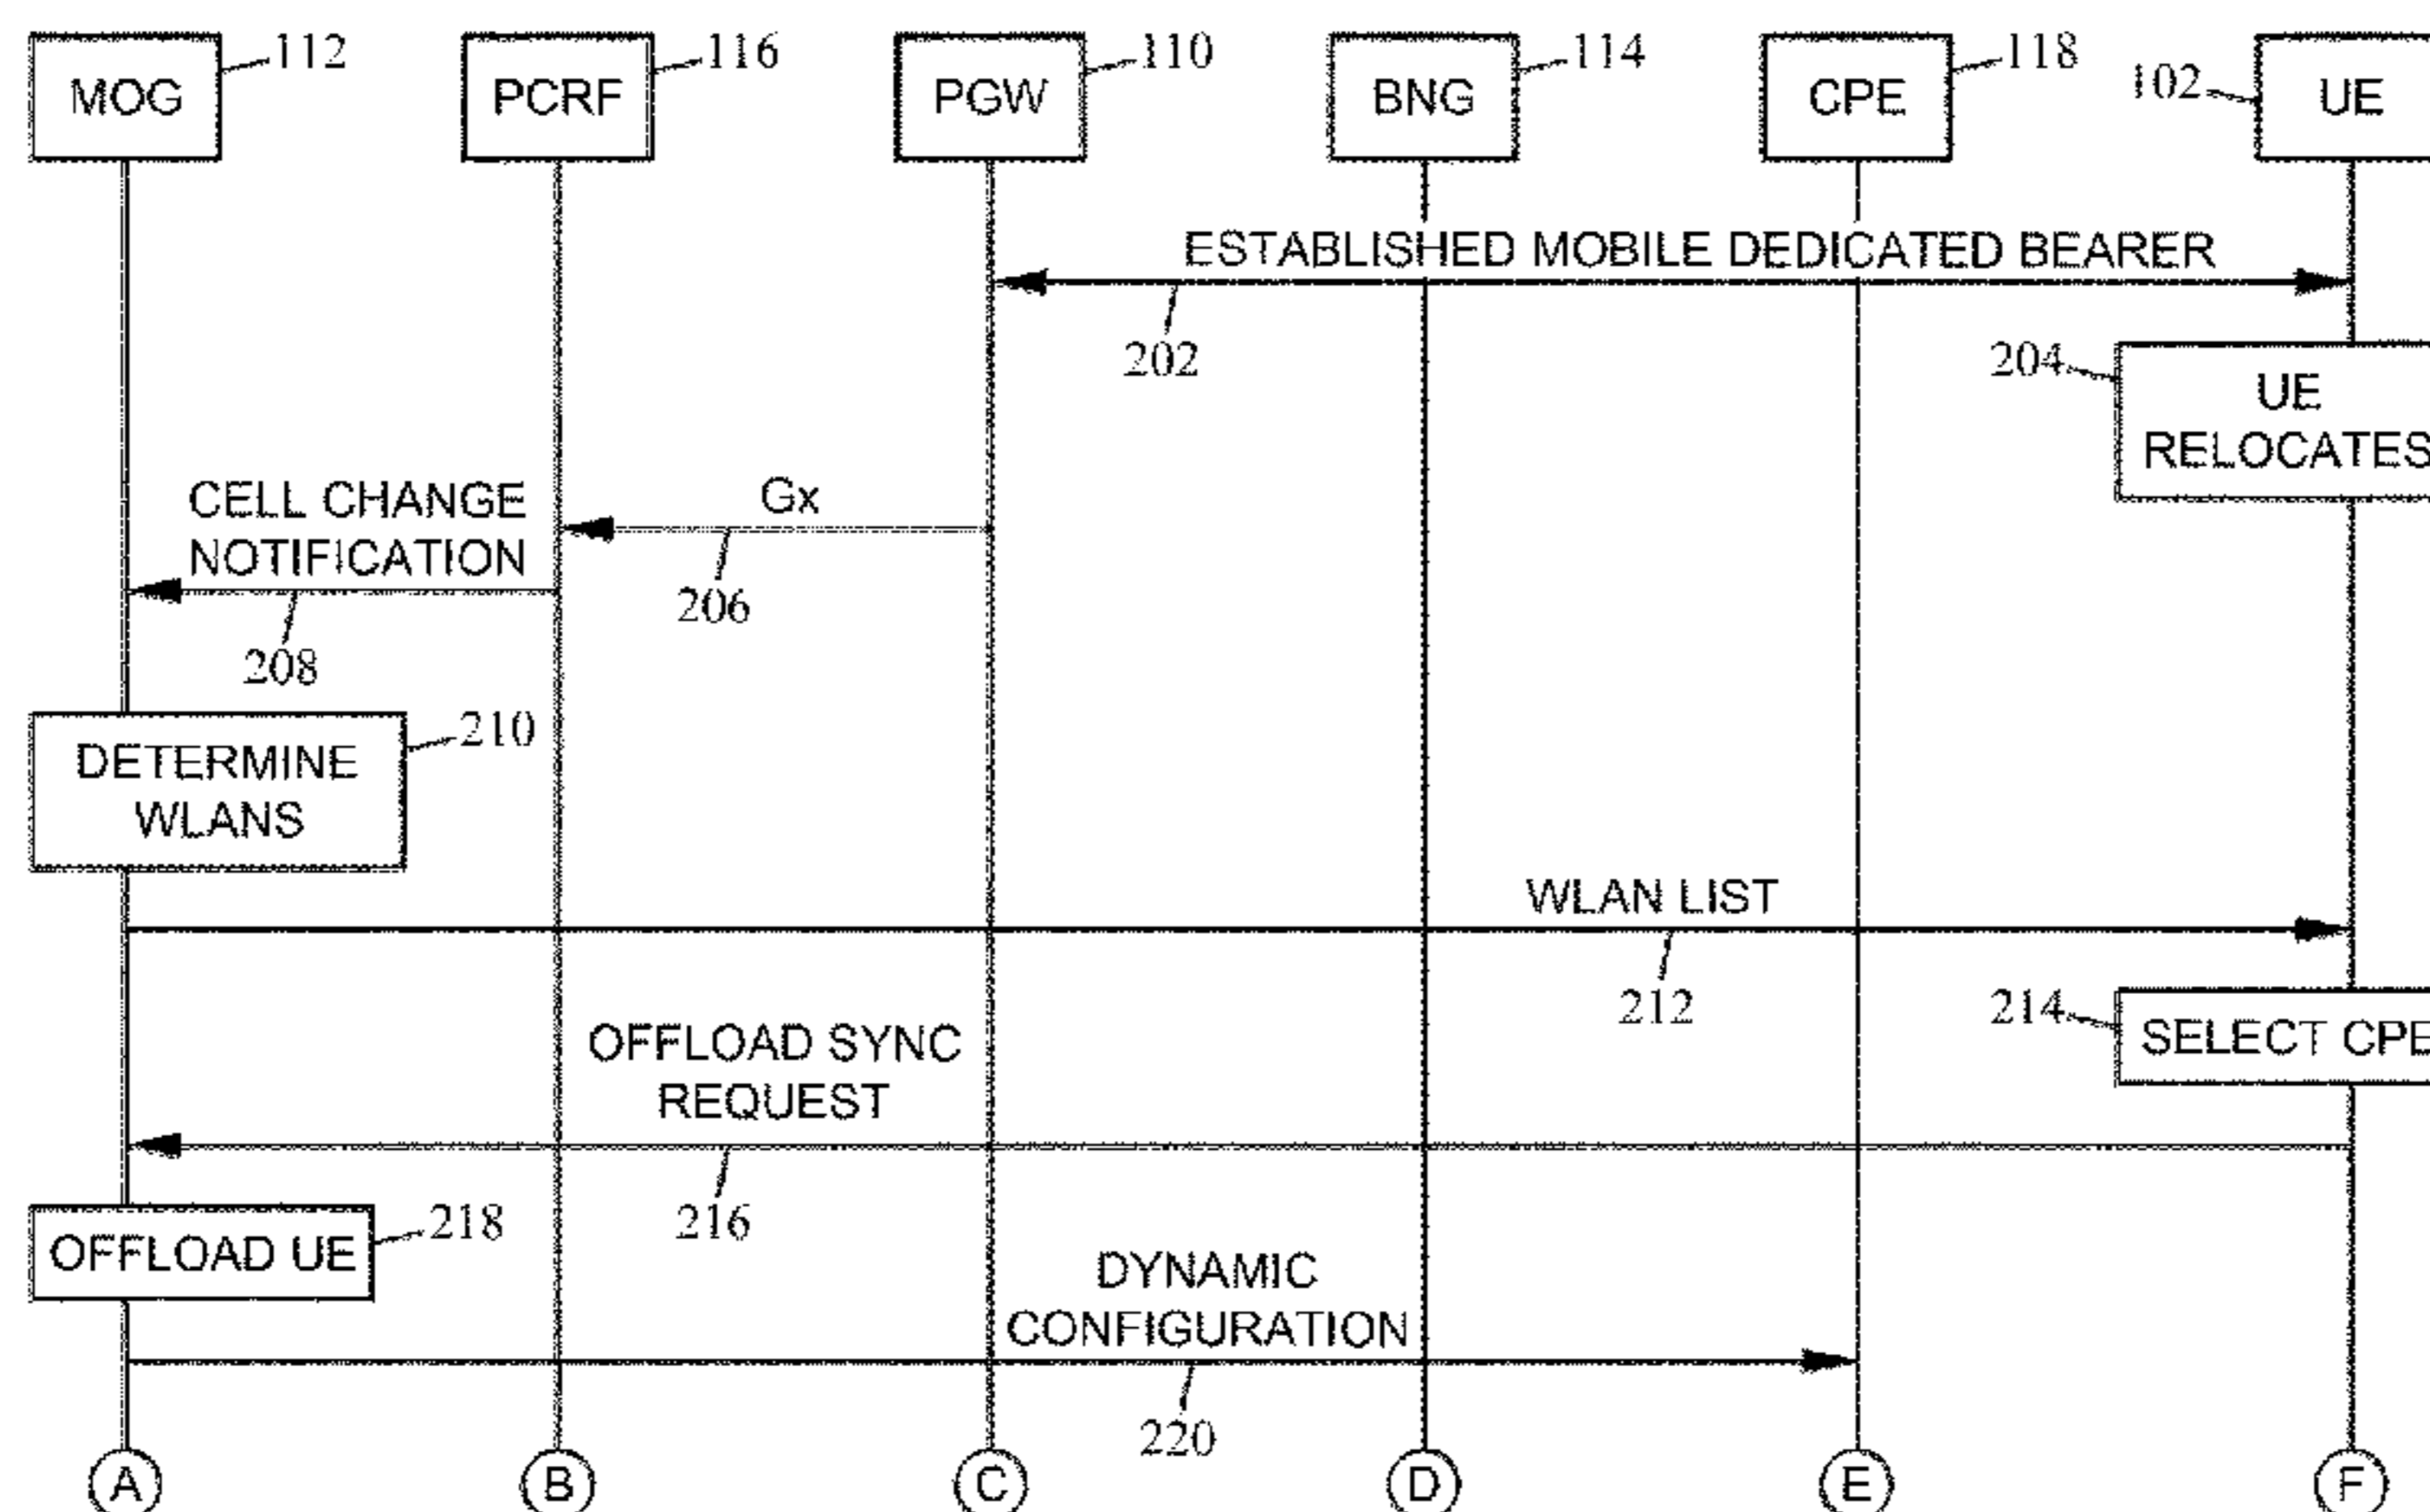 MOG
112
PCRF
116
PGW
110
BNG
114
CPE
118
102
UE
ESTABLISHED MOBILE DEDICATED BEARER
202
204
UE
RELOCATES
CELL CHANGE
NOTIFICATION
208
Gx
206
DETERMINE
WLANS
210
WLAN LIST
212
214
SELECT CPE
OFFLOAD SYNC
REQUEST
216
OFFLOAD UE
218
DYNAMIC
CONFIGURATION
220
A
B
C
D
E
F